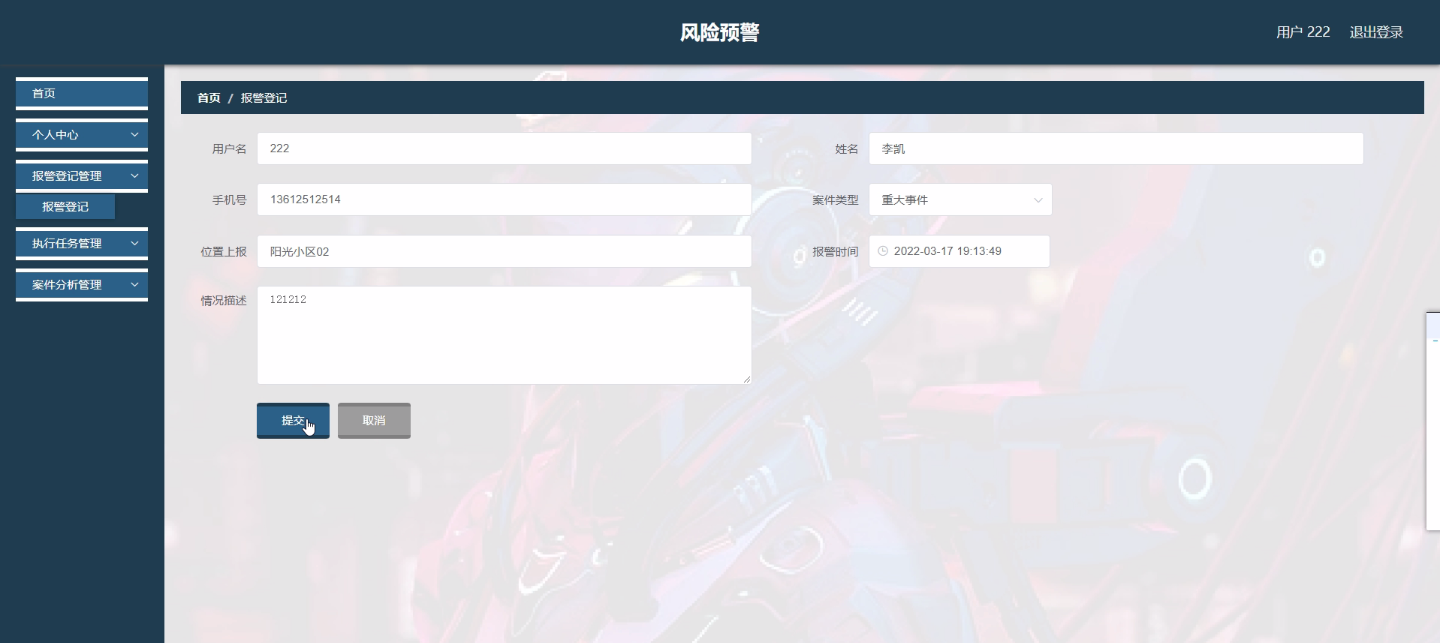 风险预警
用户 222 退出登录
首页
个人中心
报警登记管理
报警登记
执行任务管理
案件分析管理
首页 / 报警登记
用户名 222 姓名 李凯
手机号 13612512514 案件类型 重大事件
位置上报 阳光小区02 报警时间 2022-03-17 19:13:49
情况描述 121212
提交 取消